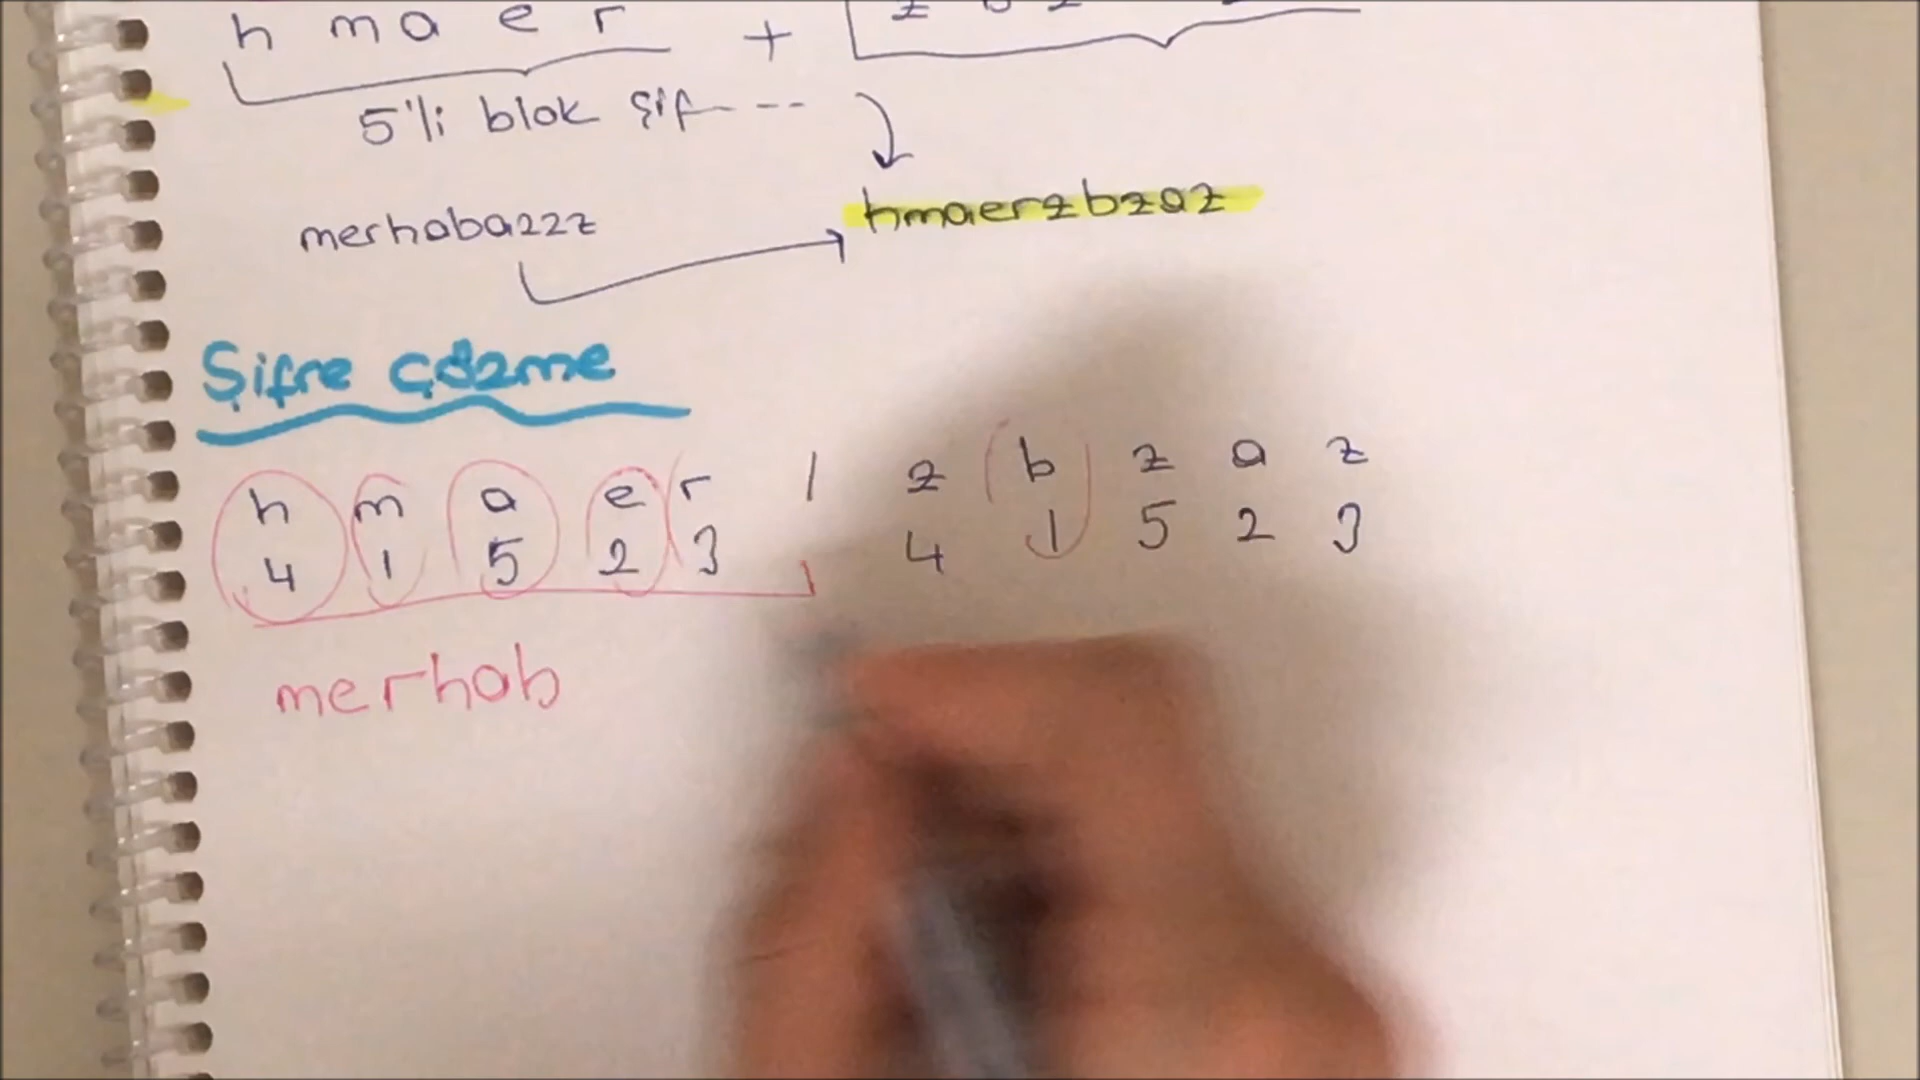 h m a e r +
5'li blok şif- - - -
merhabazzz hmaerzbzaz
Şifre Çözme
h m a e r | z b z a z
4 1 5 2 3 4 1 5 2 3
merhab